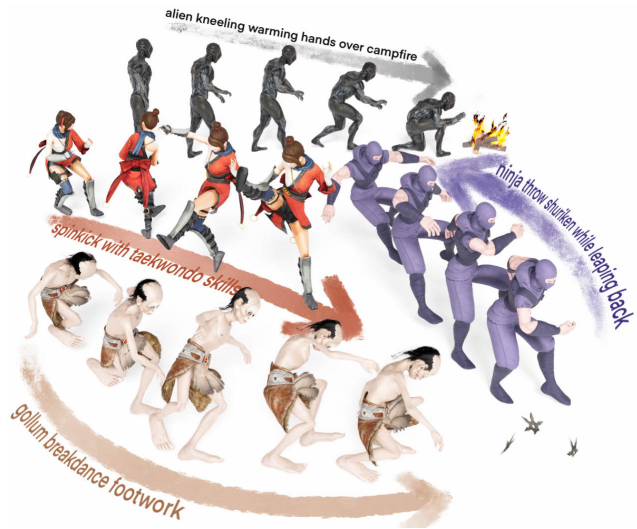 alien kneeling warming hands over campfire
ninja throw shuriken while leaping back
spinkick with taekwondo skills
gollum breakdance footwork